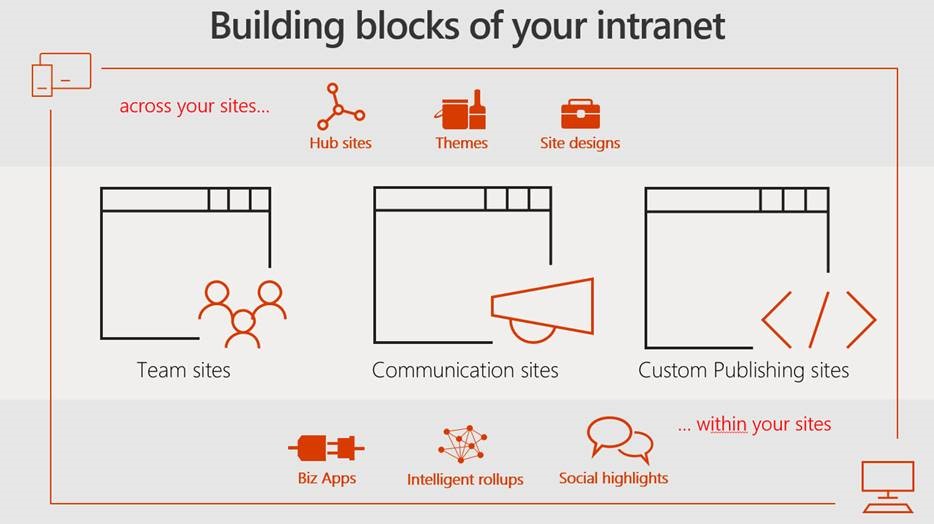 Building blocks of your intranet
across your sites...
Hub sites
Themes
Site designs
Team sites
Communication sites
Custom Publishing sites
... within your sites
Biz Apps
Intelligent rollups
Social highlights